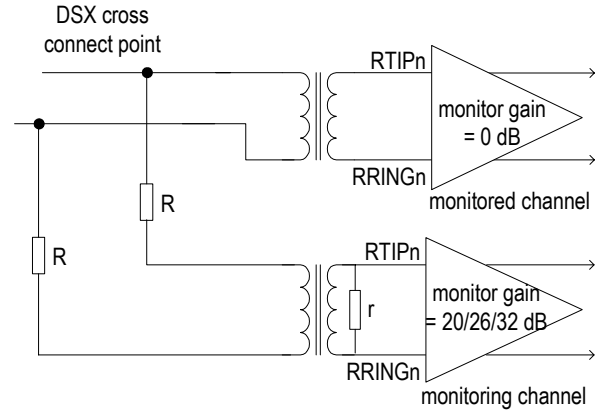 DSX cross
connect point
RTIPn
monitor gain
= 0 dB
RRINGn
monitored channel
R
R
RTIPn
monitor gain
= 20/26/32 dB
r
RRINGn
monitoring channel